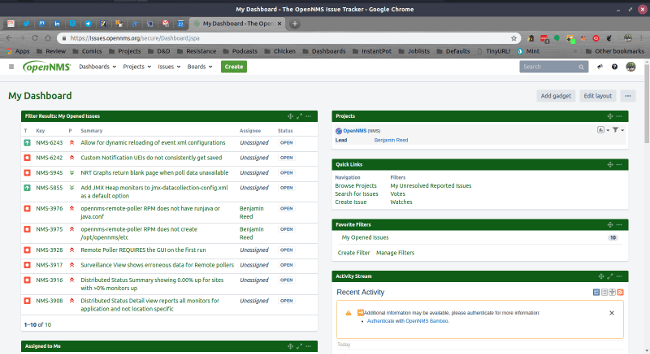 My Dashboard - The OpenNMS Issue Tracker - Google Chrome
My Dashboard - The OpenN
https://issues.opennms.org/secure/Dashboard.jspa
Apps Review Comics Projects D&D Resistance Podcasts Chicken Dashboards InstantPot Joblists Defaults TinyURL! Mint » Other bookmarks
openNMS Dashboards Projects Issues Boards Create Search
My Dashboard
Add gadget Edit layout
Filter Results: My Opened Issues
T Key P Summary Assignee Status
NMS-6243 Allow for dynamic reloading of event xml configurations Unassigned OPEN
NMS-6242 Custom Notification UEIs do not consistently get saved Unassigned OPEN
NMS-5945 NRT Graphs return blank page when poll data unavailable Unassigned OPEN
NMS-5855 Add JMX Heap monitors to jmx-datacollection-config.xml Unassigned OPEN
as a default option
NMS-3976 opennms-remote-poller RPM does not have runjava or Benjamin OPEN
java.conf Reed
NMS-3975 opennms-remote-poller RPM does not create Benjamin OPEN
/opt/opennms/etc Reed
NMS-3928 Remote Poller REQUIRES the GUI on the first run Unassigned OPEN
NMS-3917 Surveillance View shows erroneous data for Remote pollers Unassigned OPEN
NMS-3916 Distributed Status Summary showing 0.00% up for sites Unassigned OPEN
with >0% monitors up
NMS-3908 Distributed Status Detail view reports all monitors for Unassigned OPEN
application and not location specific
1–10 of 10
Assigned to Me
Projects
OpenNMS (NMS)
Lead Benjamin Reed
Quick Links
Navigation Filters
Browse Projects My Unresolved Reported Issues
Search for Issues Votes
Create Issue Watches
Favorite Filters
My Opened Issues 10
Create Filter Manage Filters
Activity Stream
Recent Activity
Additional information may be available, please authenticate for more information:
Authenticate with OpenNMS Bamboo.
Today